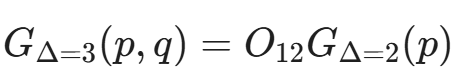 G_{\Delta=3}(p, q) = O_{12}G_{\Delta=2}(p)